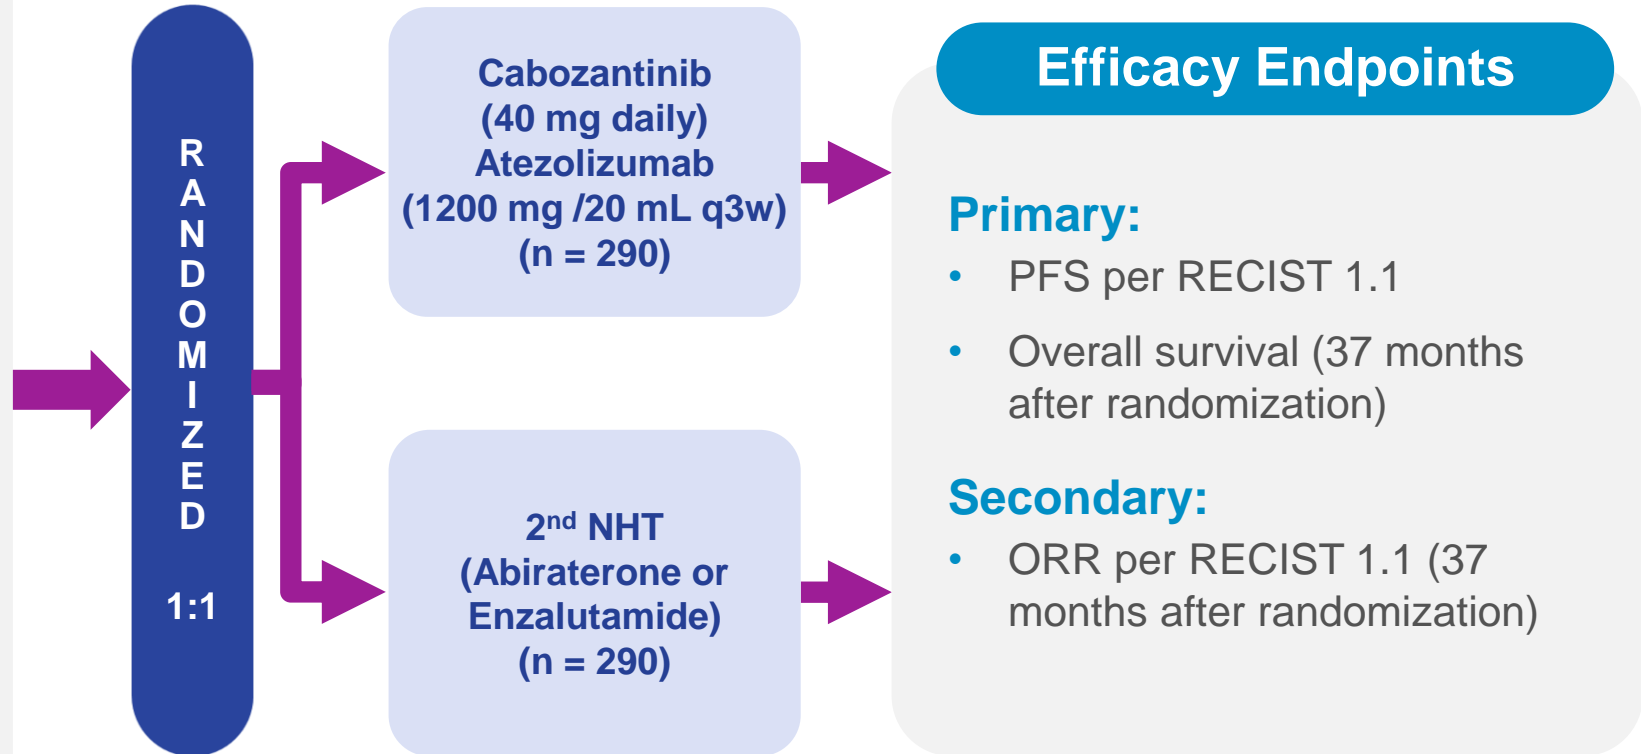 RANDOMIZED
1:1
Cabozantinib
(40 mg daily)
Atezolizumab
(1200 mg /20 mL q3w)
(n = 290)
2nd NHT
(Abiraterone or
Enzalutamide)
(n = 290)
Efficacy Endpoints
Primary:
• PFS per RECIST 1.1
• Overall survival (37 months
after randomization)
Secondary:
• ORR per RECIST 1.1 (37
months after randomization)